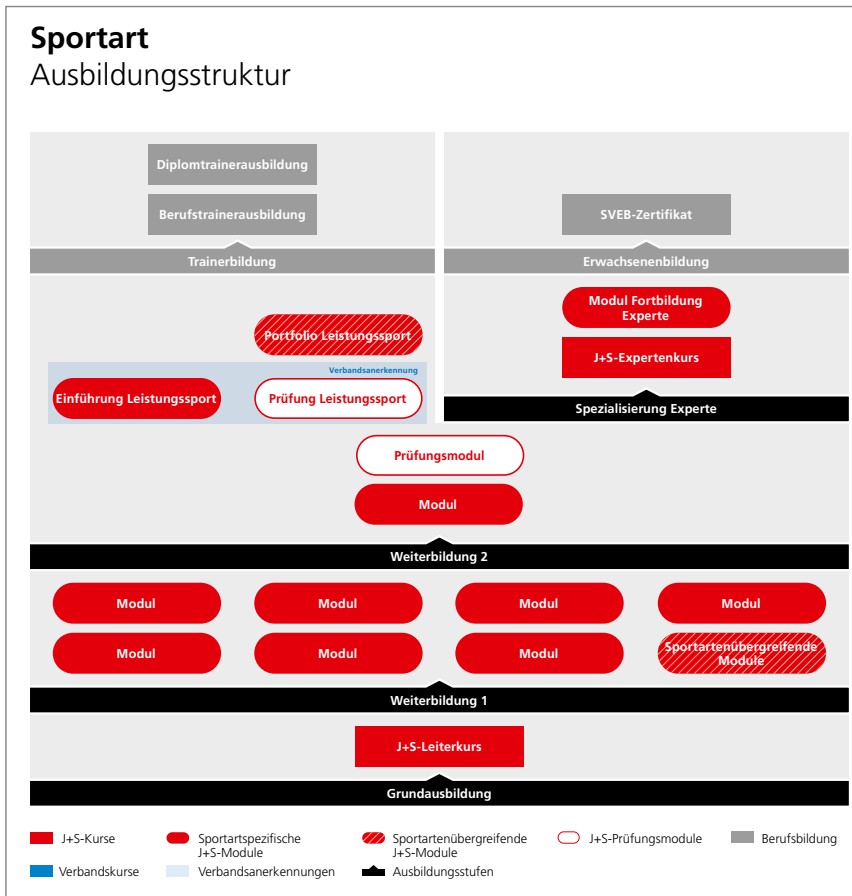 Sportart
Ausbildungsstruktur
Diplomtrainerausbildung
Berufstrainerausbildung
SVEB-Zertifikat
Trainerbildung
Erwachsenenbildung
Modul Fortbildung
Experte
Portfolio Leistungssport
J+S-Expertenkurs
Verbandsanerkennung
Einführung Leistungssport
Prüfung Leistungssport
Spezialisierung Experte
Prüfungsmodul
Modul
Weiterbildung 2
Modul
Modul
Modul
Modul
Modul
Modul
Modul
Sportartenübergreifende
Module
Weiterbildung 1
J+S-Leiterkurs
Grundausbildung
J+S-Kurse
Sportartspezifische
J+S-Module
Sportartenübergreifende
J+S-Module
J+S-Prüfungsmodule
Berufsbildung
Verbandskurse
Verbandsanerkennungen
Ausbildungsstufen